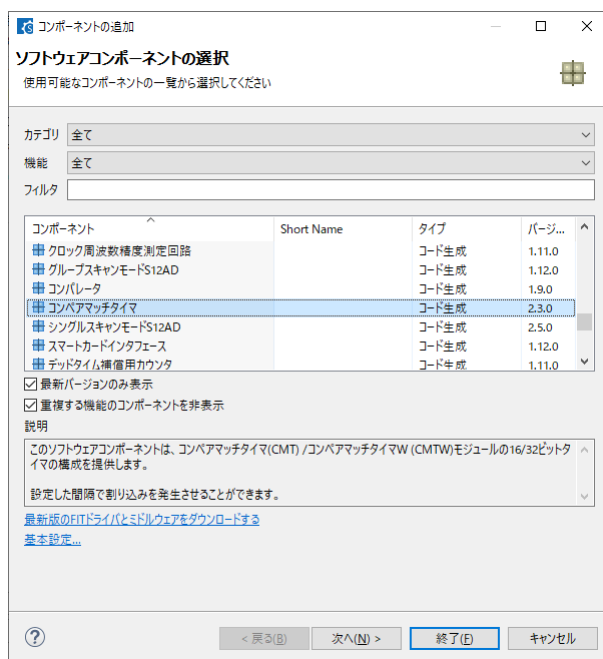 コンポーネントの追加
ソフトウェアコンポーネントの選択
使用可能なコンポーネントの一覧から選択してください
カテゴリ 全て
機能 全て
フィルタ
コンポーネント Short Name タイプ バージ...
クロック周波数精度測定回路 コード生成 1.11.0
グループスキャンモードS12AD コード生成 1.12.0
コンパレータ コード生成 1.9.0
コンペアマッチタイマ コード生成 2.3.0
シングルスキャンモードS12AD コード生成 2.5.0
スマートカードインタフェース コード生成 1.12.0
デッドタイム補償用カウンタ コード生成 1.11.0
最新バージョンのみ表示
重複する機能のコンポーネントを非表示
説明
このソフトウェアコンポーネントは、コンペアマッチタイマ(CMT) /コンペアマッチタイマW (CMTW)モジュールの16/32ビットタ
イマの構成を提供します。
設定した間隔で割り込みを発生させることができます。
最新版のFITドライバとミドルウェアをダウンロードする
基本設定...
< 戻る(B) 次へ(N) > 終了(F) キャンセル